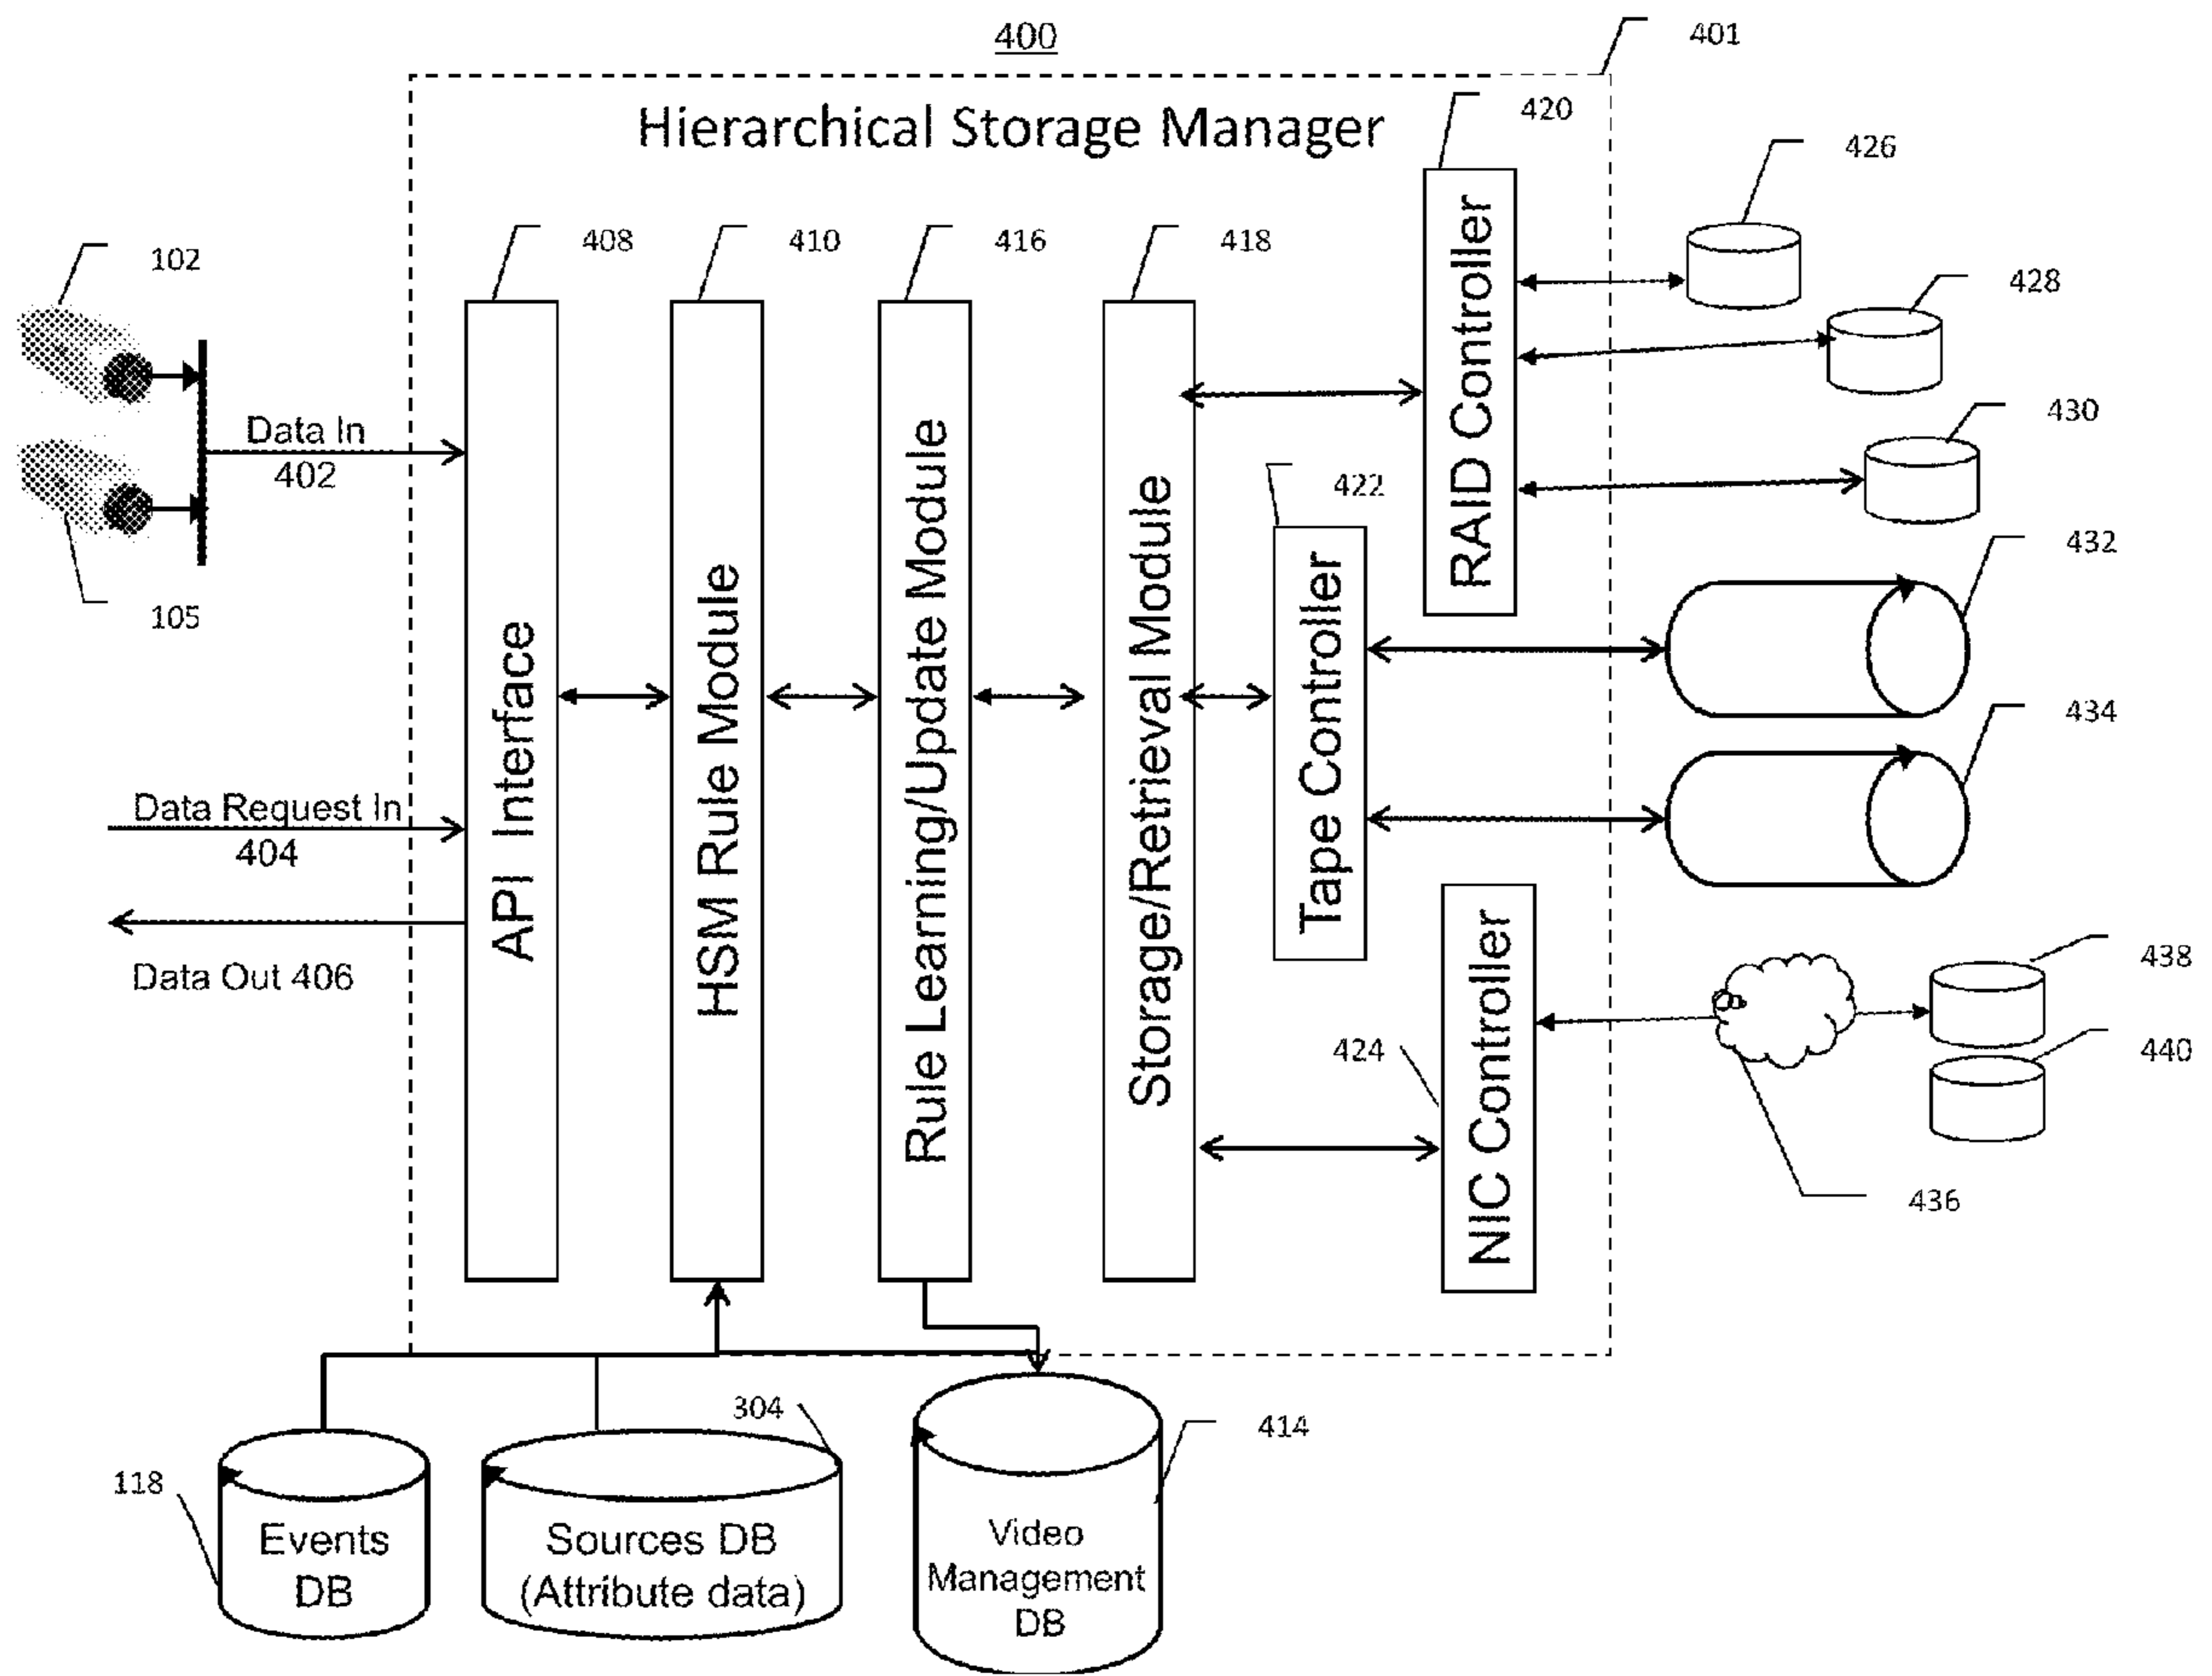 400
401
Hierarchical Storage Manager
420
426
408
410
416
418
102
428
Data In
402
430
422
432
105
434
Data Request In
404
Data Out 406
API Interface
HSM Rule Module
Rule Learning/Update Module
Storage/Retrieval Module
RAID Controller
Tape Controller
NIC Controller
438
424
440
436
304
414
118
Events
DB
Sources DB
(Attribute data)
Video
Management
DB